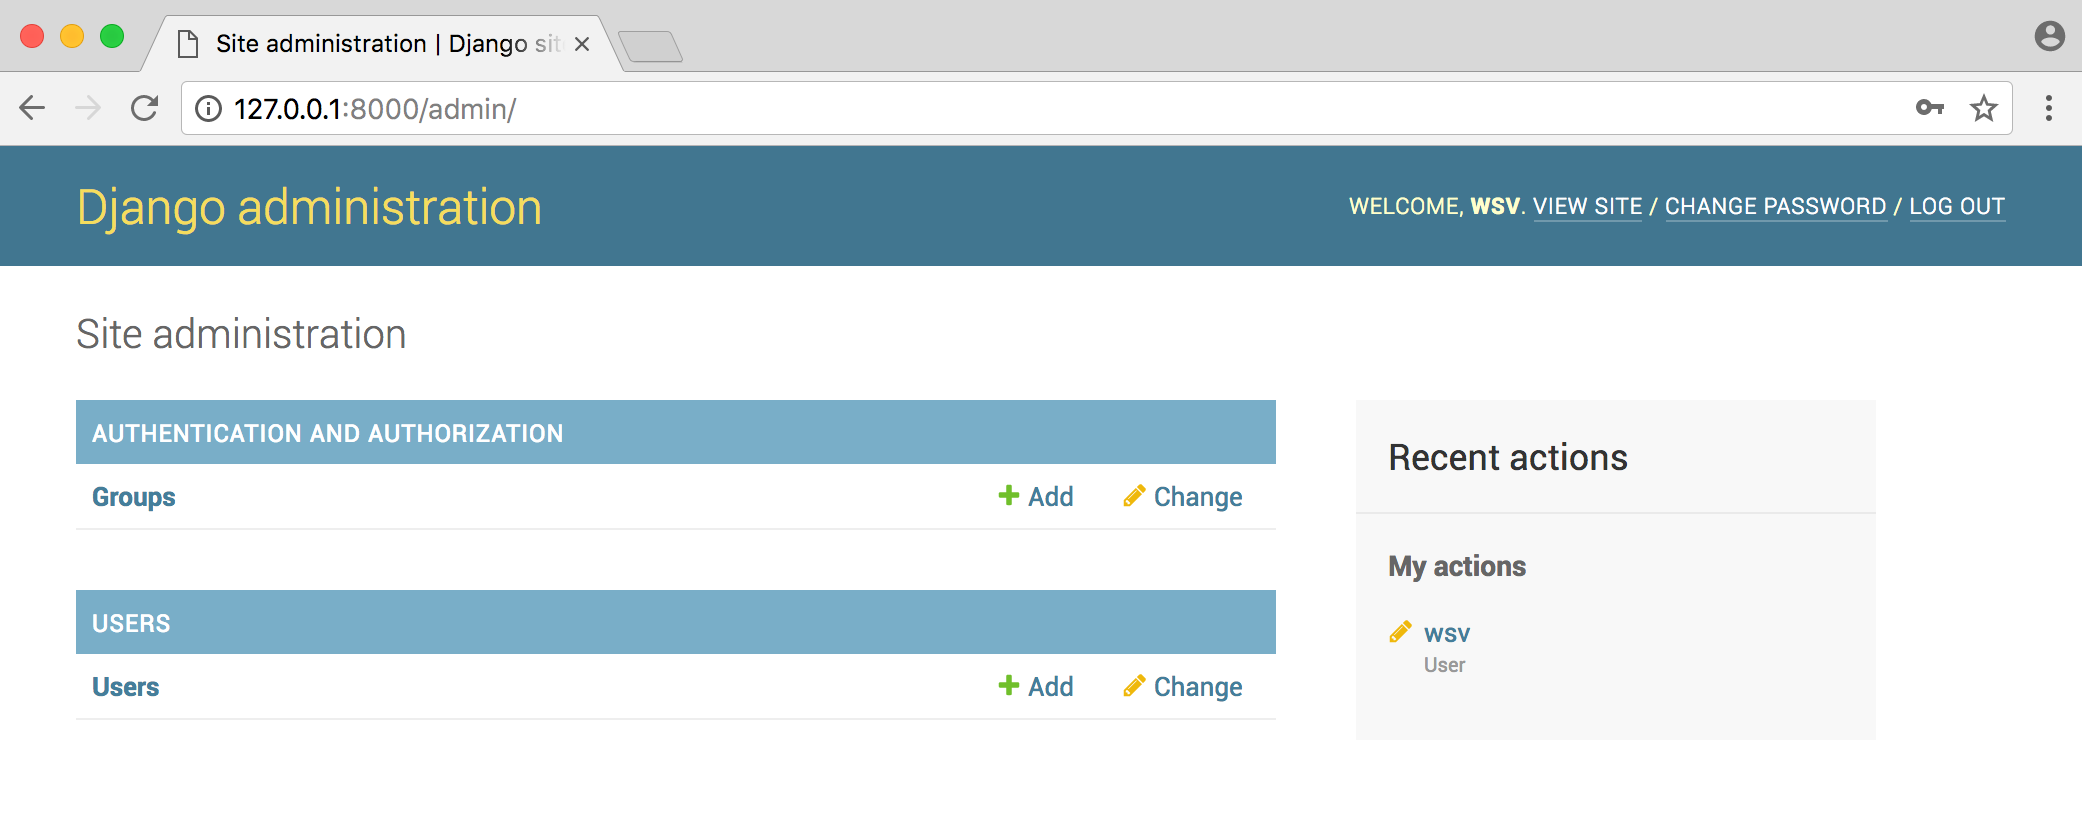 Site administration | Django sit
127.0.0.1:8000/admin/
Django administration
WELCOME, WSV. VIEW SITE / CHANGE PASSWORD / LOG OUT
Site administration
AUTHENTICATION AND AUTHORIZATION
Groups
Add
Change
USERS
Users
Add
Change
Recent actions
My actions
wsv
User